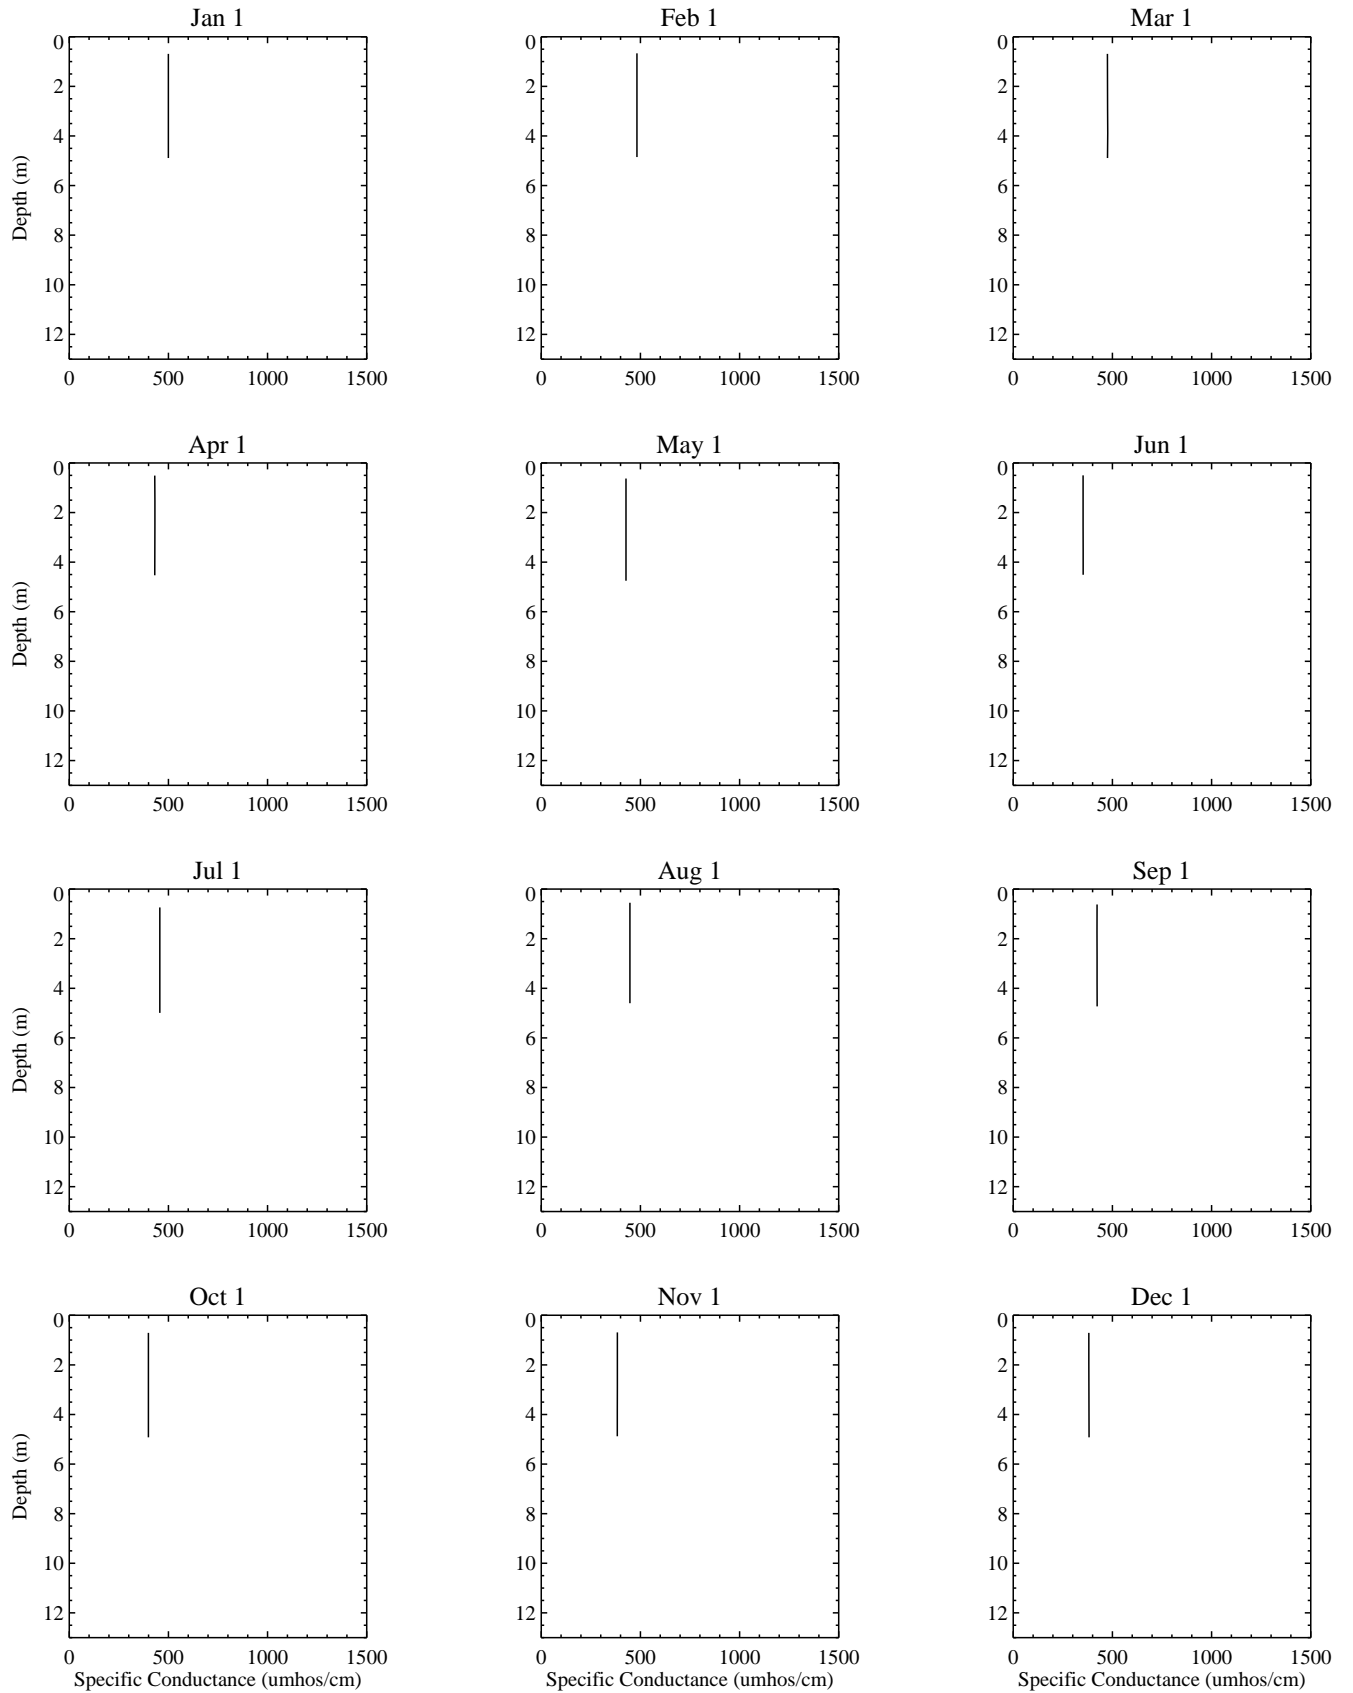 Jan 1
Feb 1
Mar 1
0 0 0
2 2 2
4 4 4
Depth (m)
6 6 6
8 8 8
10 10 10
12 12 12
0 500 1000 1500 0 500 1000 1500 0 500 1000 1500
Apr 1
May 1
Jun 1
0 0 0
2 2 2
4 4 4
Depth (m)
6 6 6
8 8 8
10 10 10
12 12 12
0 500 1000 1500 0 500 1000 1500 0 500 1000 1500
Jul 1
Aug 1
Sep 1
0 0 0
2 2 2
4 4 4
Depth (m)
6 6 6
8 8 8
10 10 10
12 12 12
0 500 1000 1500 0 500 1000 1500 0 500 1000 1500
Oct 1
Nov 1
Dec 1
0 0 0
2 2 2
4 4 4
Depth (m)
6 6 6
8 8 8
10 10 10
12 12 12
0 500 1000 1500 0 500 1000 1500 0 500 1000 1500
Specific Conductance (umhos/cm)
Specific Conductance (umhos/cm)
Specific Conductance (umhos/cm)